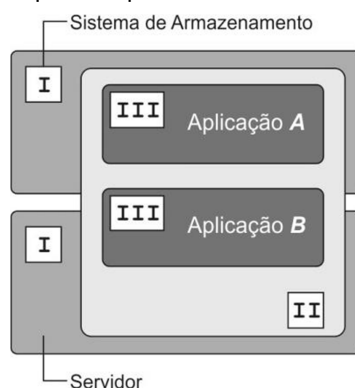 Sistema de Armazenamento
I
III
Aplicação A
III
Aplicação B
I
II
Servidor